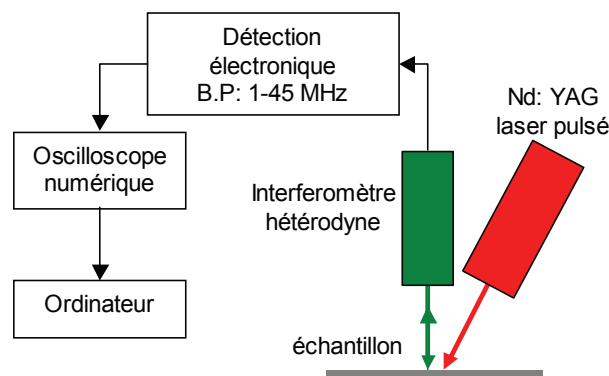 Détection
électronique
B.P: 1-45 MHz
Nd: YAG
laser pulsé
Oscilloscope
numérique
Interferomètre
hétérodyne
Ordinateur
échantillon